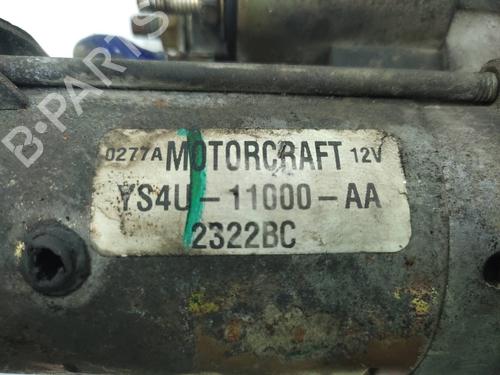 0277A MOTORCRAFT 12V
YS4U-11000-AA
2322BC
B-PARTS